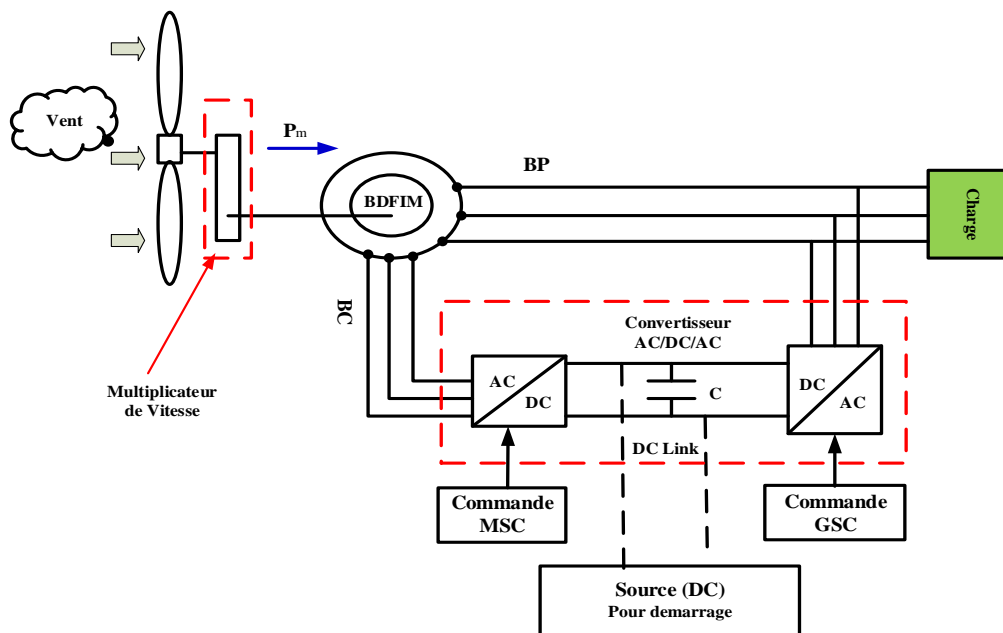 Vent
Pm
BP
BDFIM
Charge
BC
Convertisseur
AC/DC/AC
Multiplicateur
de Vitesse
AC
DC
C
DC
AC
DC Link
Commande
MSC
Commande
GSC
Source (DC)
Pour demarrage